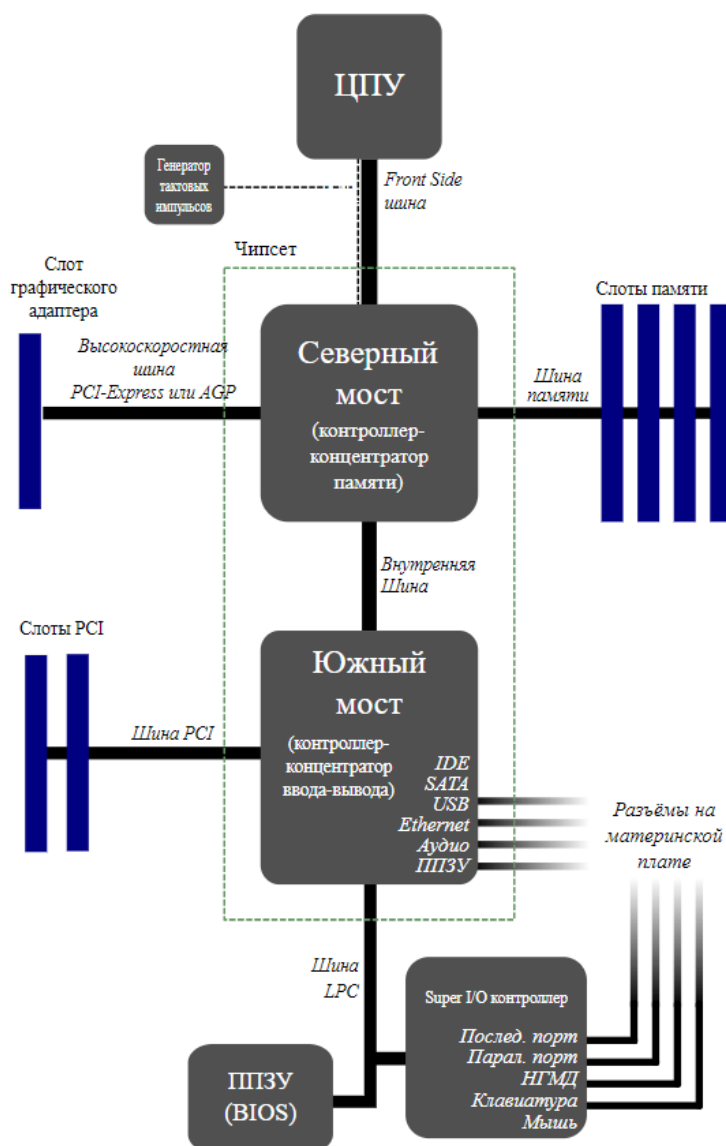 ЦПУ
Генератор
тактовых
импульсов
Front Side
шина
Чипсет
Слот
графического
адаптера
Слоты памяти
Высокоскоростная
шина
PCI-Express или AGP
Северный
мост
(контроллер-
концентратор
памяти)
Шина
памяти
Внутренняя
Шина
Слоты PCI
Шина PCI
Южный
мост
(контроллер-
концентратор
ввода-вывода)
IDE
SATA
USB
Ethernet
Аудио
ППЗУ
Разъёмы на
материнской
плате
Шина
LPC
Super I/O контроллер
Послед. порт
Парал. порт
НГМД
Клавиатура
Мышь
ППЗУ
(BIOS)